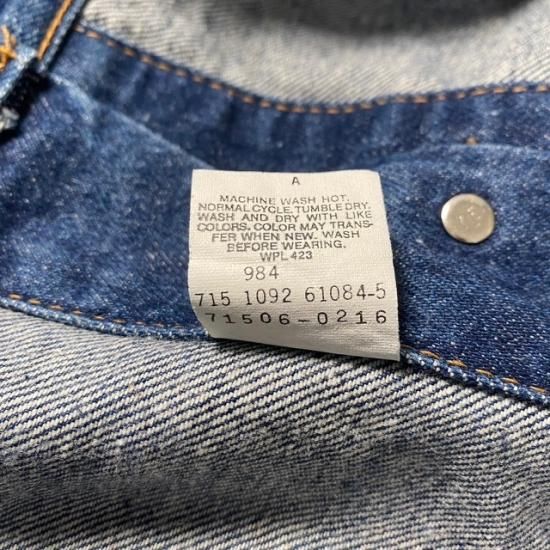 A
MACHINE WASH HOT.
NORMAL CYCLE. TUMBLE DRY.
WASH AND DRY WITH LIKE
COLORS. COLOR MAY TRANS-
FER WHEN NEW. WASH
BEFORE WEARING.
WPL 423
984
715 1092 61084-5
71506-0216